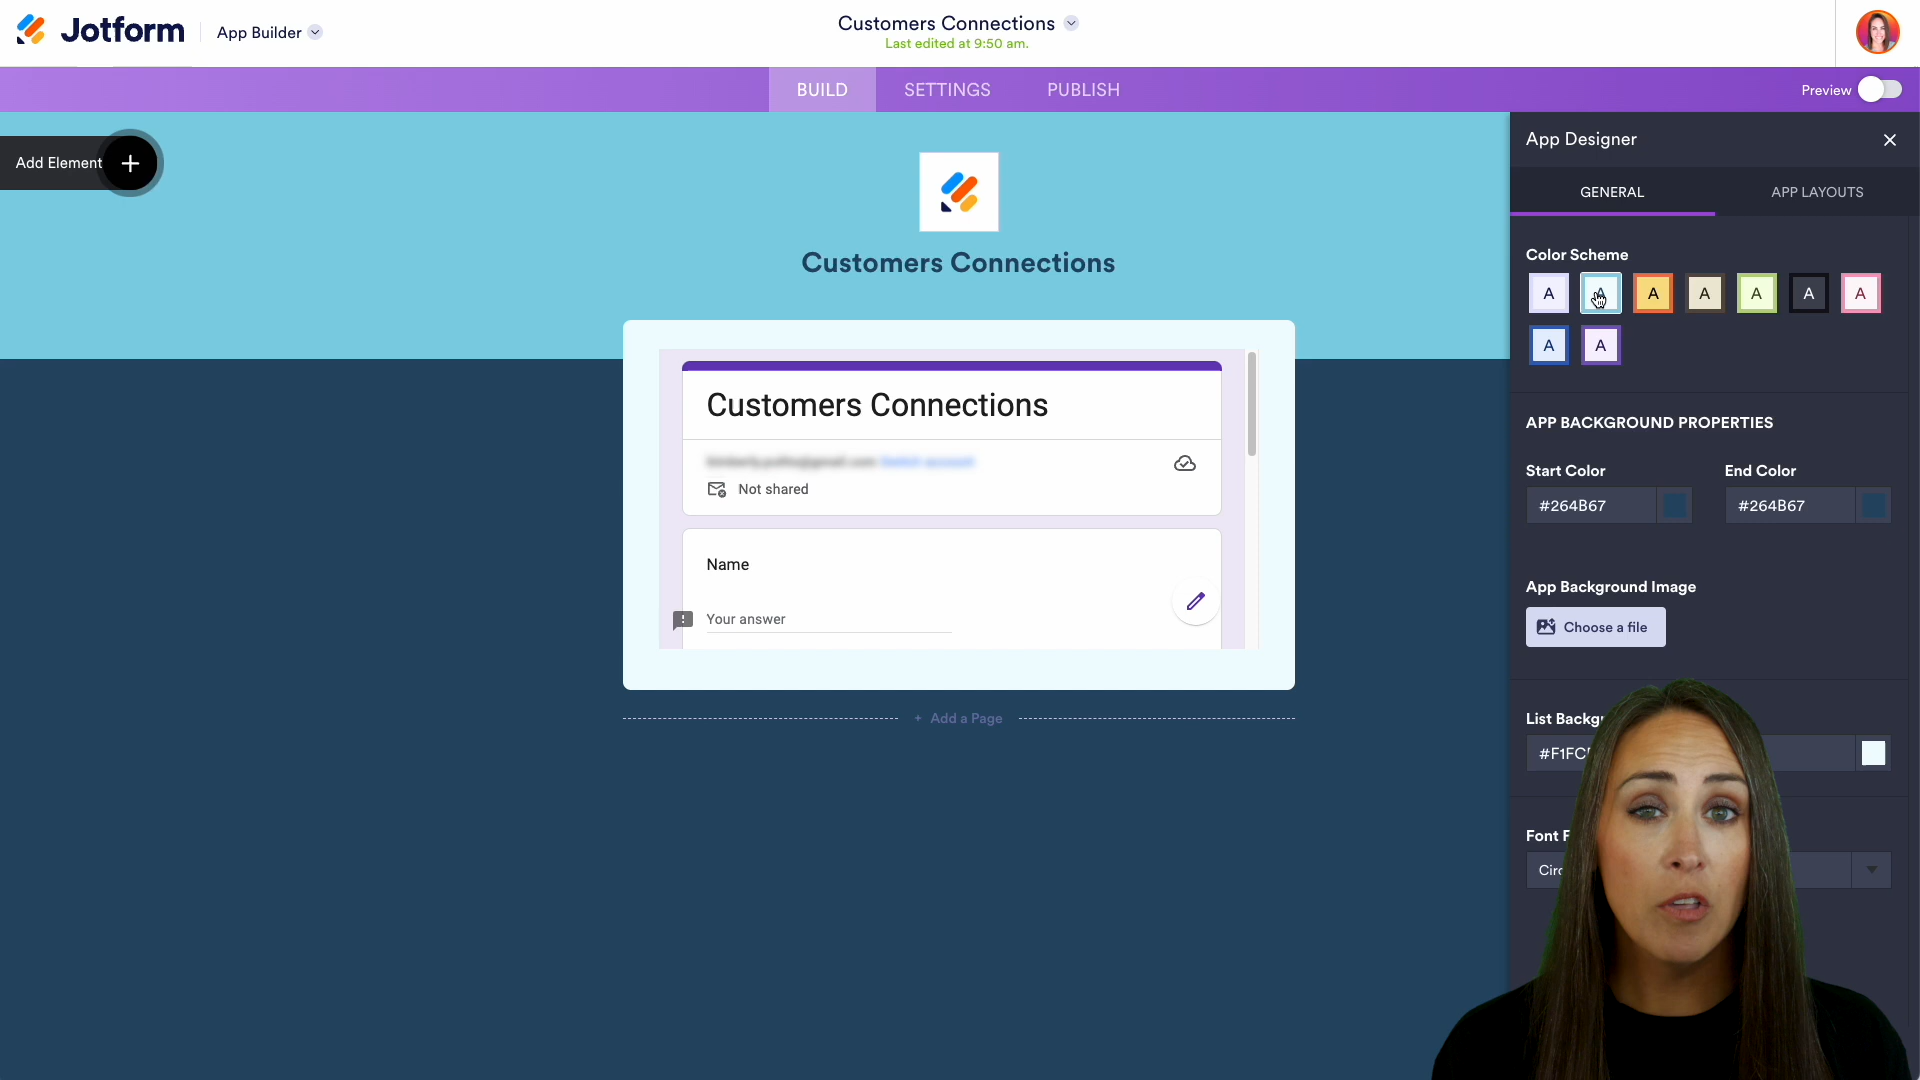 Jotform
App Builder
Customers Connections
Last edited at 9:50 am.
BUILD
SETTINGS
PUBLISH
Preview
Add Element
Customers Connections
Customers Connections
Not shared
Name
Your answer
+ Add a Page
App Designer
GENERAL
APP LAYOUTS
Color Scheme
A A A A A A A
A A
APP BACKGROUND PROPERTIES
Start Color
End Color
#264B67
#264B67
App Background Image
Choose a file
List Backgr
#F1FC
Font F
Circ